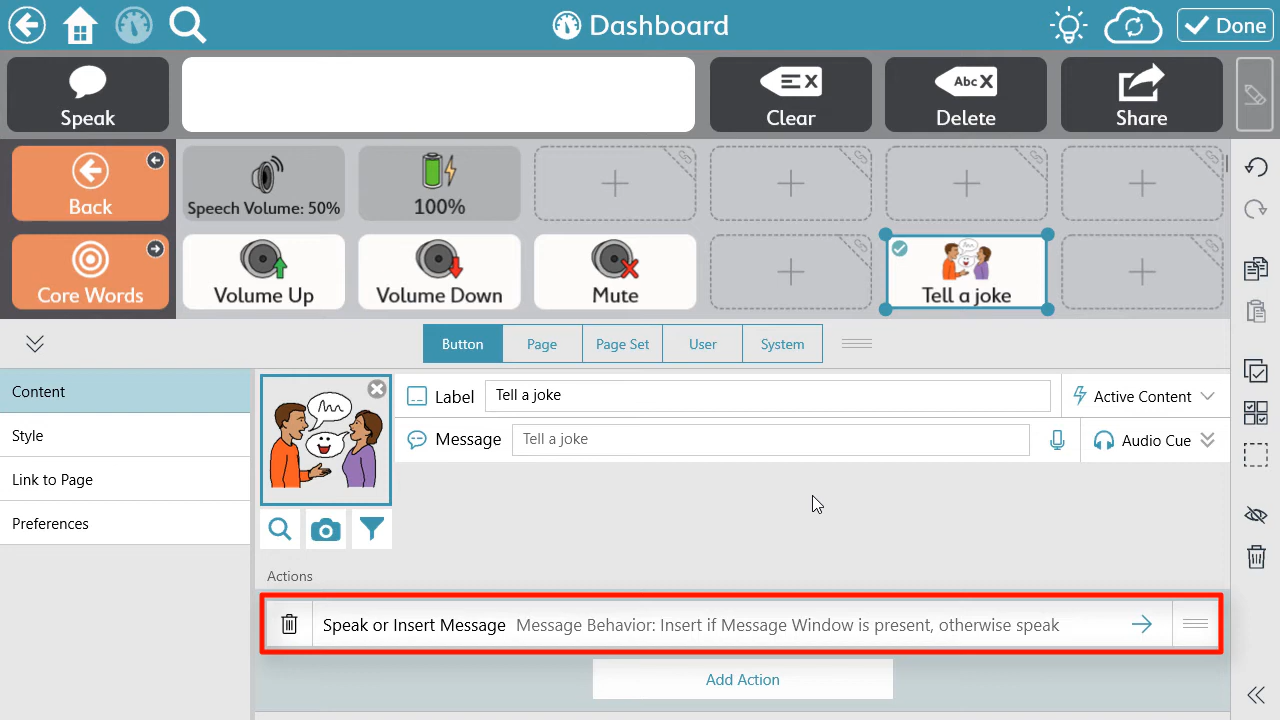 Dashboard
Done
Speak
Clear
Abc X
Delete
Share
Back
Speech Volume: 50%
100%
Core Words
Volume Up
Volume Down
Mute
Tell a joke
Button
Page
Page Set
User
System
Content
Style
Link to Page
Preferences
Label
Tell a joke
Active Content
Message
Tell a joke
Audio Cue
Actions
Speak or Insert Message Message Behavior: Insert if Message Window is present, otherwise speak
Add Action